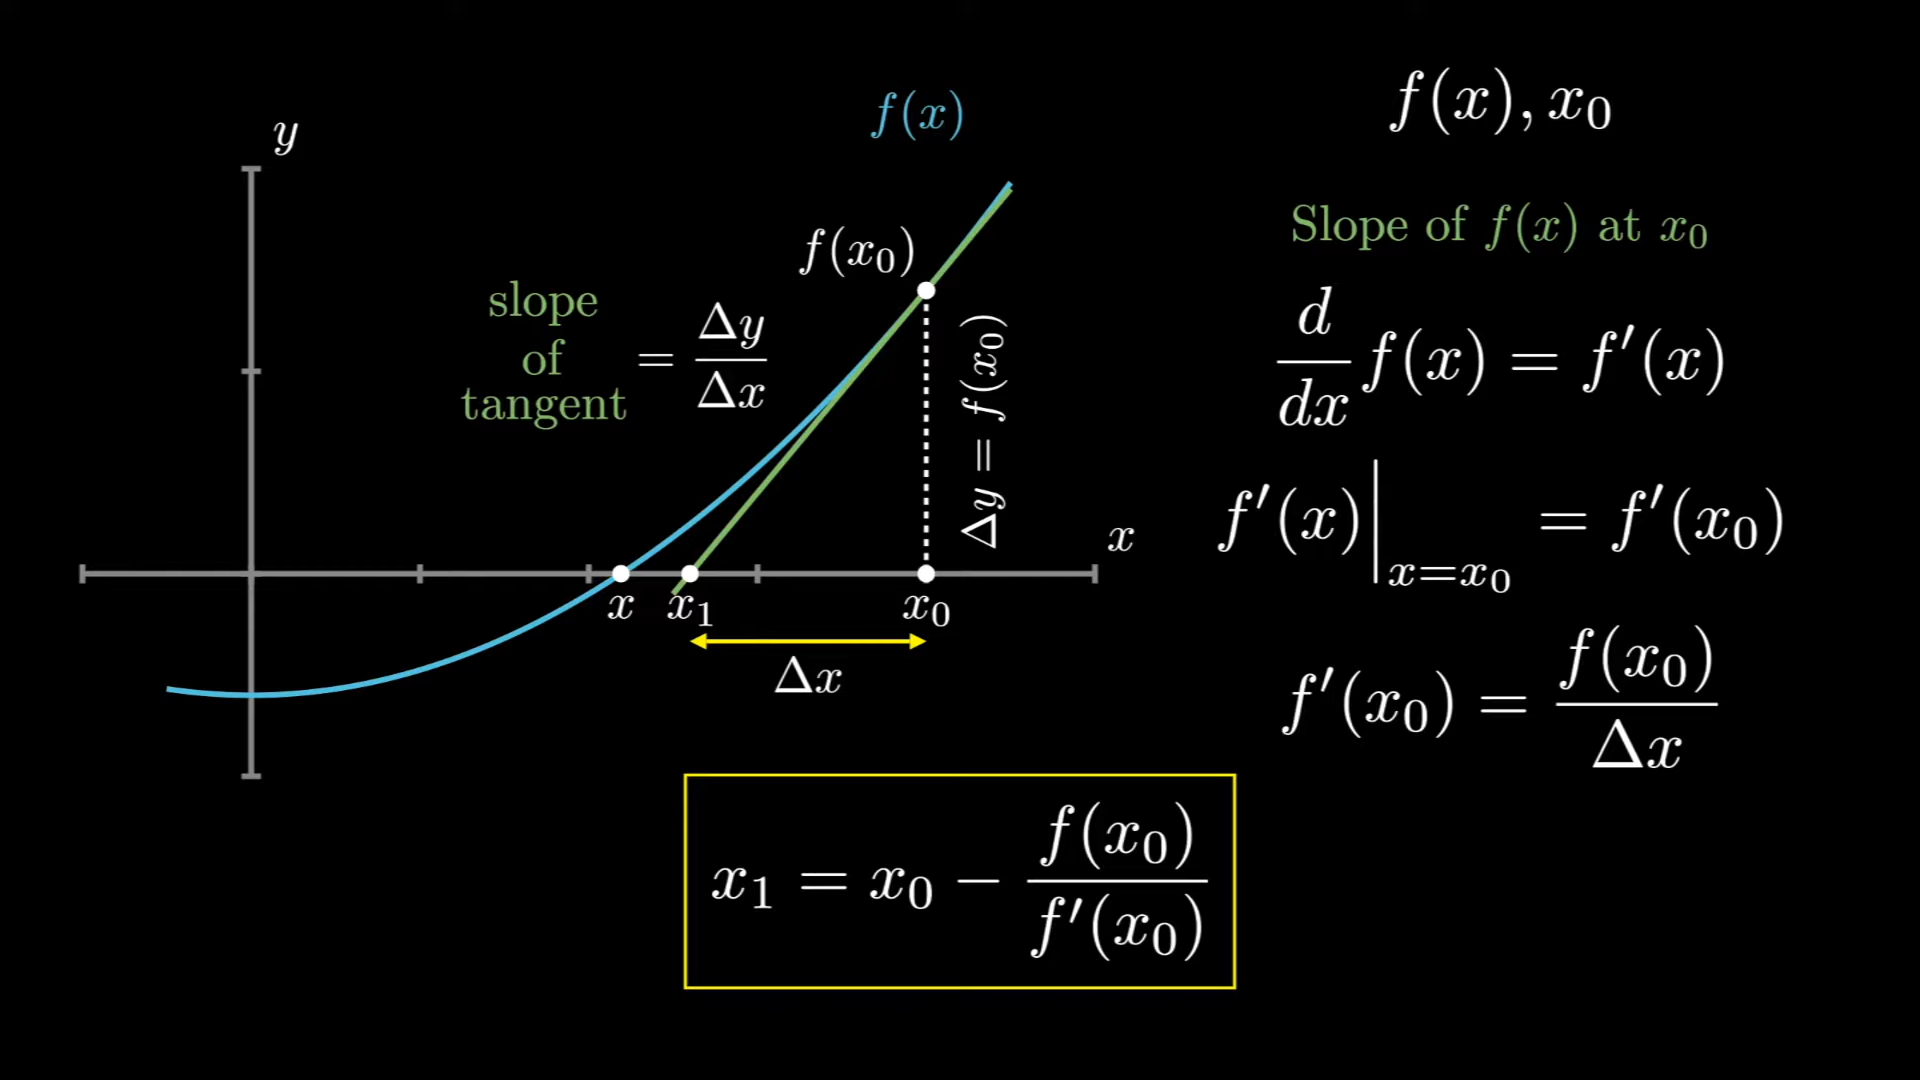 y
f(x)
f(x₀)
slope
of
tangent
= Δy/Δx
Δy = f(x₀)
x
x x₁ x₀
Δx
f(x), x₀
Slope of f(x) at x₀
d/dx f(x) = f′(x)
f′(x)|ₓ₌ₓ₀ = f′(x₀)
f′(x₀) = f(x₀)/Δx
x₁ = x₀ − f(x₀)/f′(x₀)